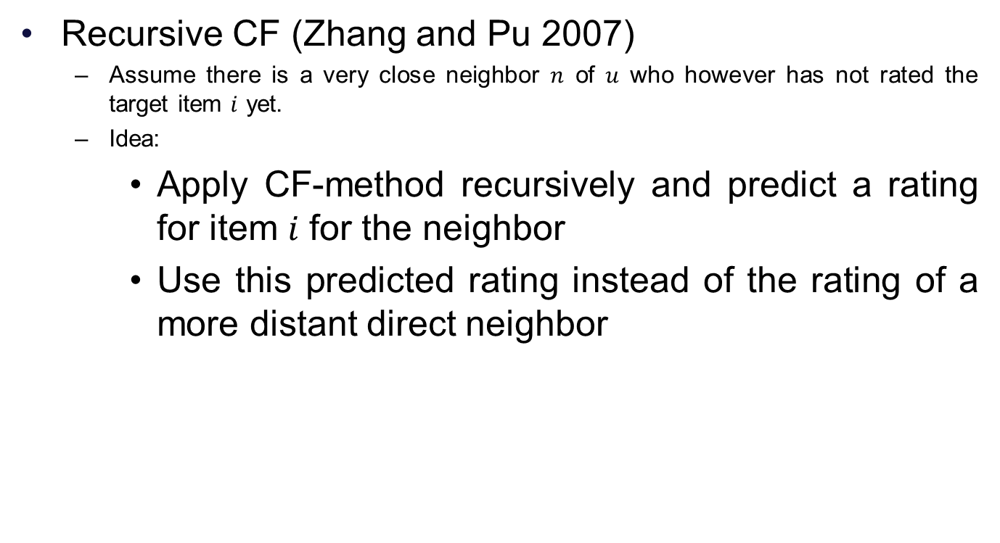 • Recursive CF (Zhang and Pu 2007)
– Assume there is a very close neighbor n of u who however has not rated the
target item i yet.
– Idea:
• Apply CF-method recursively and predict a rating
for item i for the neighbor
• Use this predicted rating instead of the rating of a
more distant direct neighbor